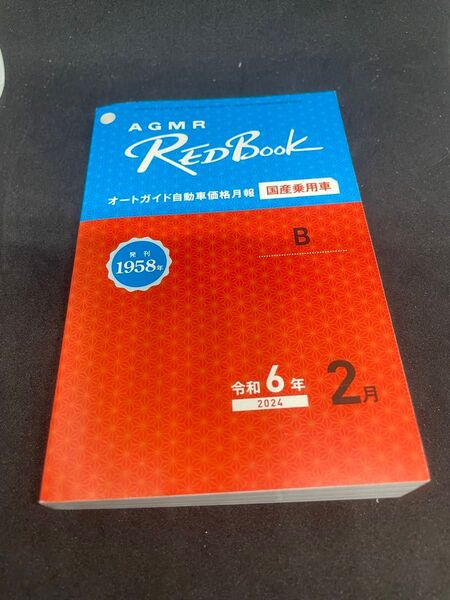 AGMR
REDBOOK
オートガイド自動車価格月報 国産乗用車
B
発刊
1958年
令和6年
2024
2月